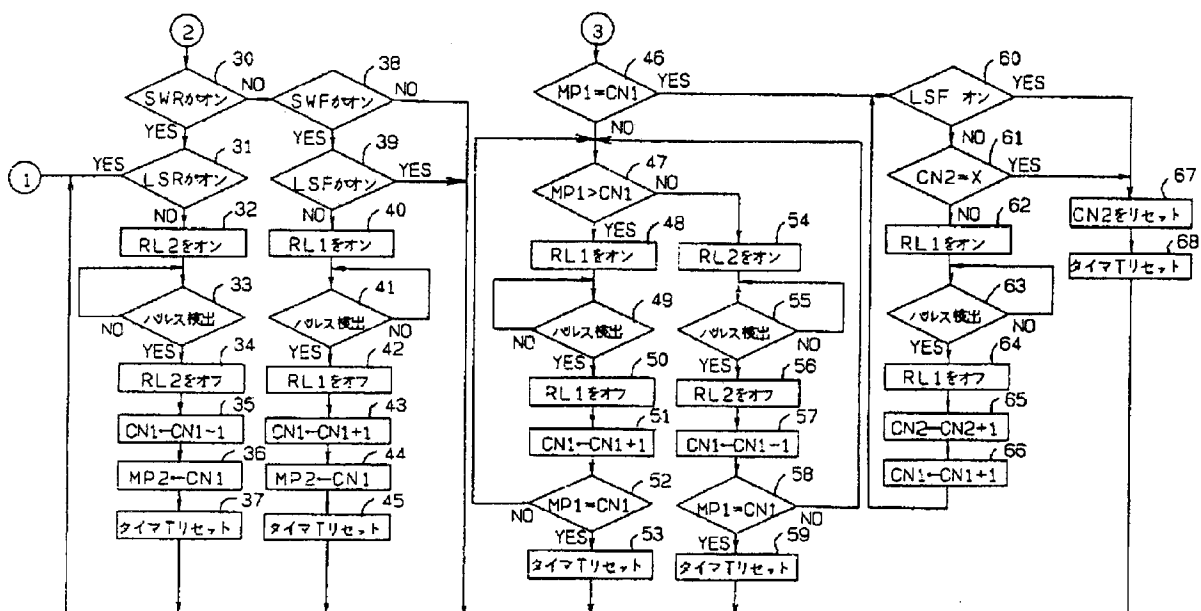 2
30
SWRがオン
NO
YES
31
LSRがオン
YES
1
NO
32
RL2をオン
33
パルス検出
NO
YES
34
RL2をオフ
35
CN1←CN1-1
36
MP2←CN1
37
タイマTリセット
38
SWFがオン
NO
YES
39
LSFがオン
YES
NO
40
RL1をオン
41
パルス検出
NO
YES
42
RL1をオフ
43
CN1←CN1+1
44
MP2←CN1
45
タイマTリセット
3
46
MP1=CN1
YES
NO
47
MP1>CN1
NO
YES
48
RL1をオン
49
パルス検出
NO
YES
50
RL1をオフ
51
CN1←CN1+1
52
MP1=CN1
NO
YES
53
タイマTリセット
54
RL2をオン
55
パルス検出
NO
YES
56
RL2をオフ
57
CN1←CN1-1
58
MP1=CN1
NO
YES
59
タイマTリセット
60
LSF オン
YES
NO
61
CN2=X
YES
NO
62
RL1をオン
63
パルス検出
NO
YES
64
RL1をオフ
65
CN2←CN2+1
66
CN1←CN1+1
67
CN2をリセット
68
タイマTリセット